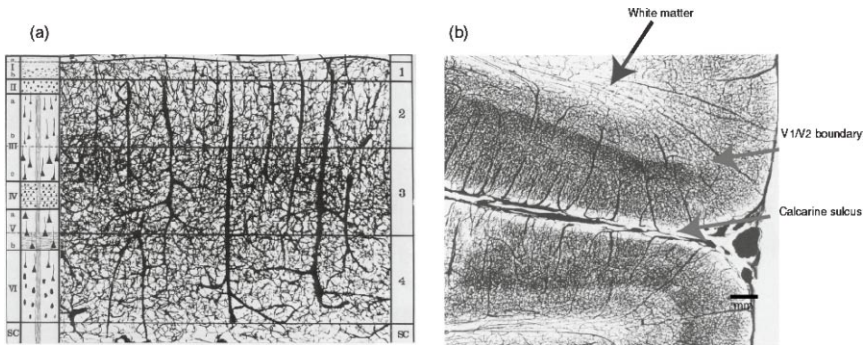 (a)
(b)
White matter
V1/V2 boundary
Calcarine sulcus
I
II
III
IV
V
VI
SC
a
b
c
a
b
1
2
3
4
SC